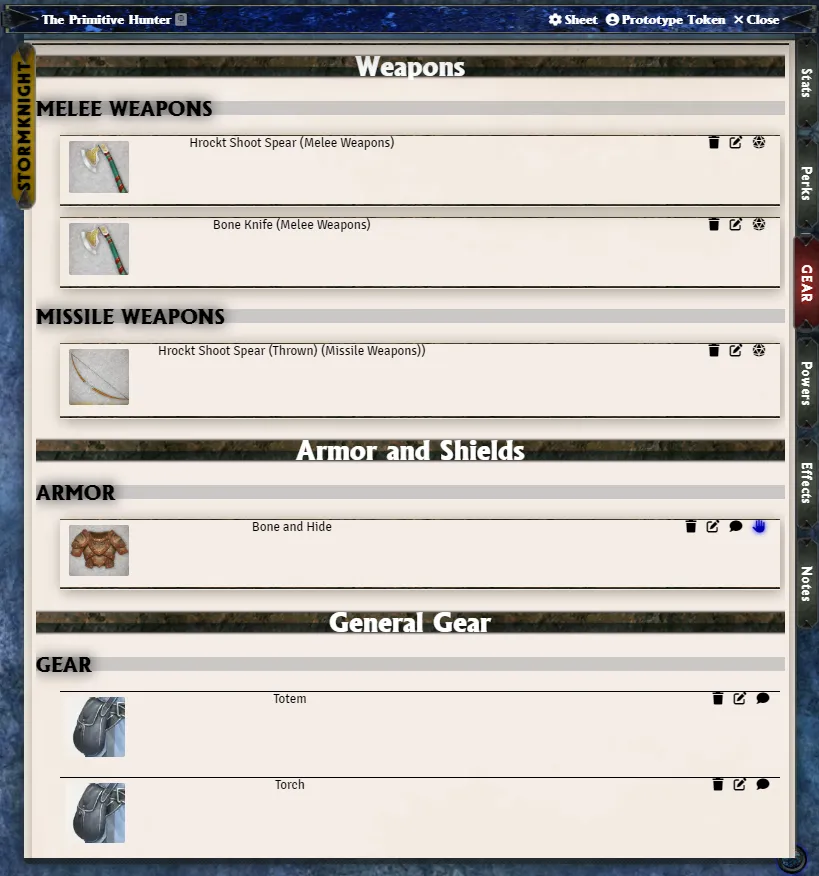 The Primitive Hunter
Sheet
Prototype Token
Close
STORMKNIGHT
Weapons
MELEE WEAPONS
Hrockt Shoot Spear (Melee Weapons)
Bone Knife (Melee Weapons)
MISSILE WEAPONS
Hrockt Shoot Spear (Thrown) (Missile Weapons))
Armor and Shields
ARMOR
Bone and Hide
General Gear
GEAR
Totem
Torch
Stats
Perks
GEAR
Powers
Effects
Notes